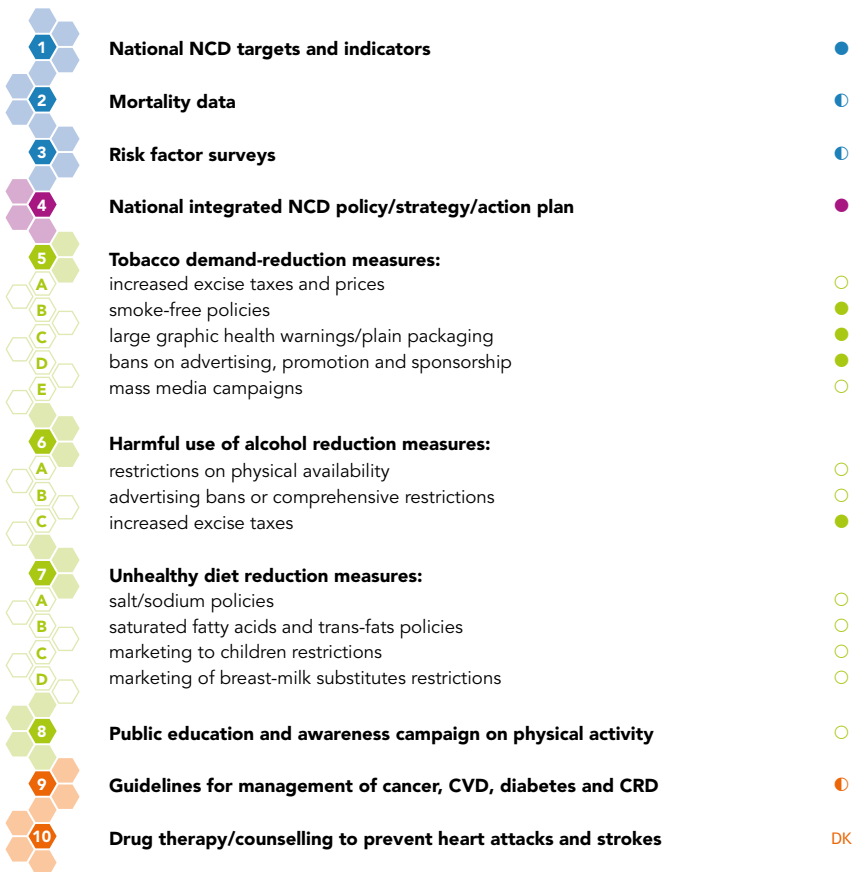 1 National NCD targets and indicators
2 Mortality data
3 Risk factor surveys
4 National integrated NCD policy/strategy/action plan
5 Tobacco demand-reduction measures:
A increased excise taxes and prices
B smoke-free policies
C large graphic health warnings/plain packaging
D bans on advertising, promotion and sponsorship
E mass media campaigns
6 Harmful use of alcohol reduction measures:
A restrictions on physical availability
B advertising bans or comprehensive restrictions
C increased excise taxes
7 Unhealthy diet reduction measures:
A salt/sodium policies
B saturated fatty acids and trans-fats policies
C marketing to children restrictions
D marketing of breast-milk substitutes restrictions
8 Public education and awareness campaign on physical activity
9 Guidelines for management of cancer, CVD, diabetes and CRD
10 Drug therapy/counselling to prevent heart attacks and strokes DK